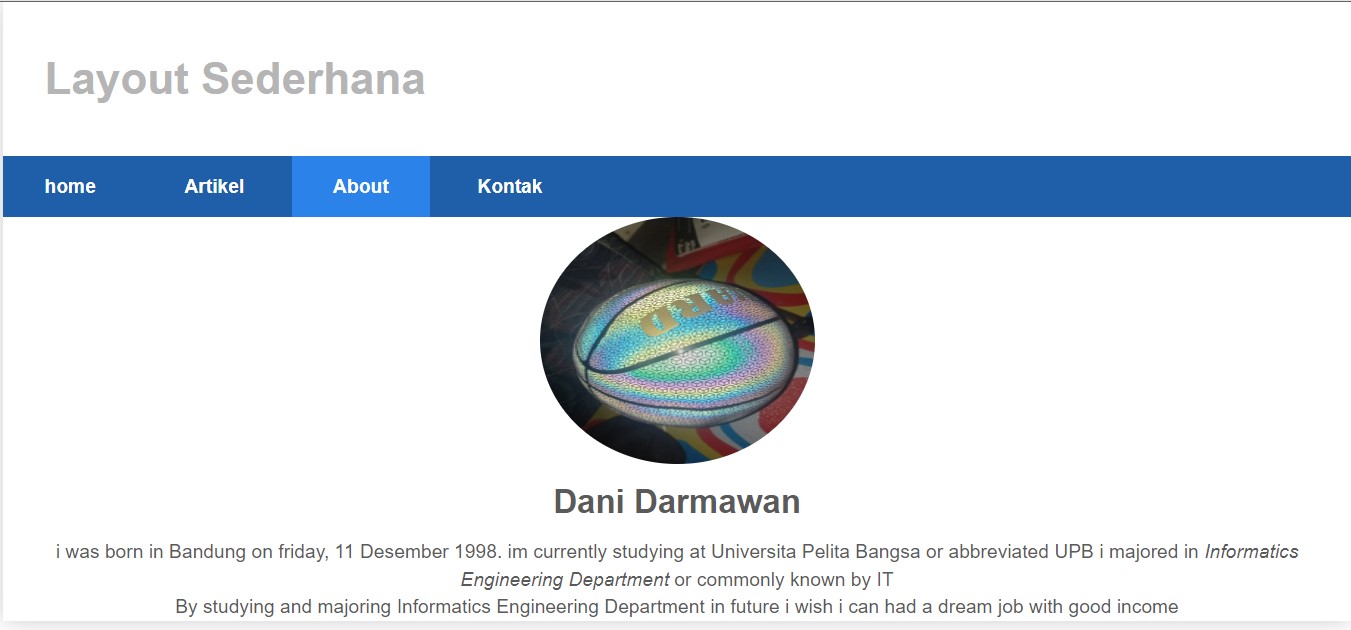 Layout Sederhana
home Artikel About Kontak
Dani Darmawan
i was born in Bandung on friday, 11 Desember 1998. im currently studying at Universita Pelita Bangsa or abbreviated UPB i majored in Informatics
Engineering Department or commonly known by IT
By studying and majoring Informatics Engineering Department in future i wish i can had a dream job with good income